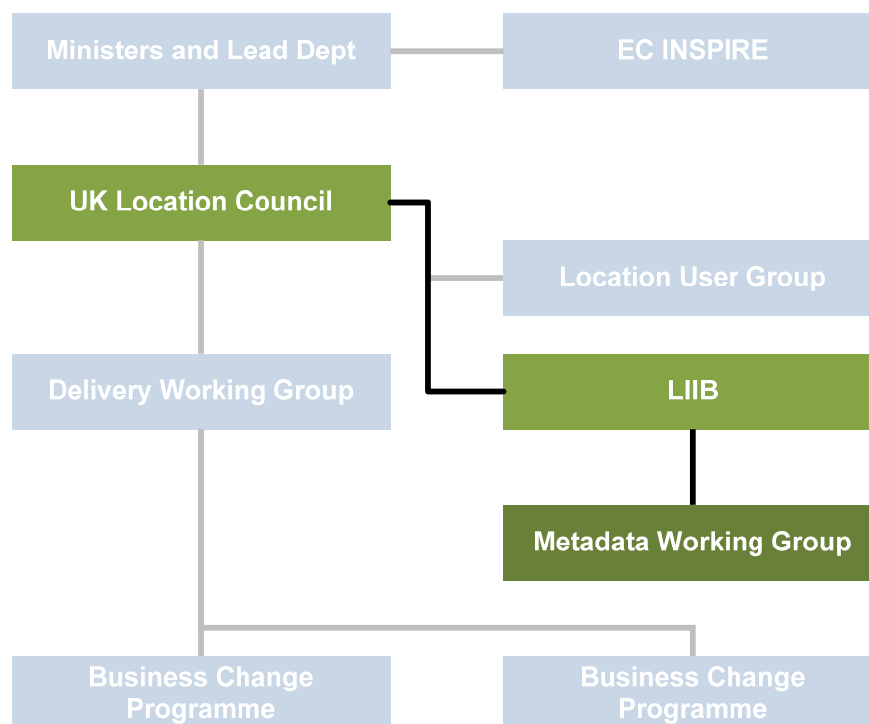 Ministers and Lead Dept
EC INSPIRE
UK Location Council
Location User Group
Delivery Working Group
LIIB
Metadata Working Group
Business Change
Programme
Business Change
Programme